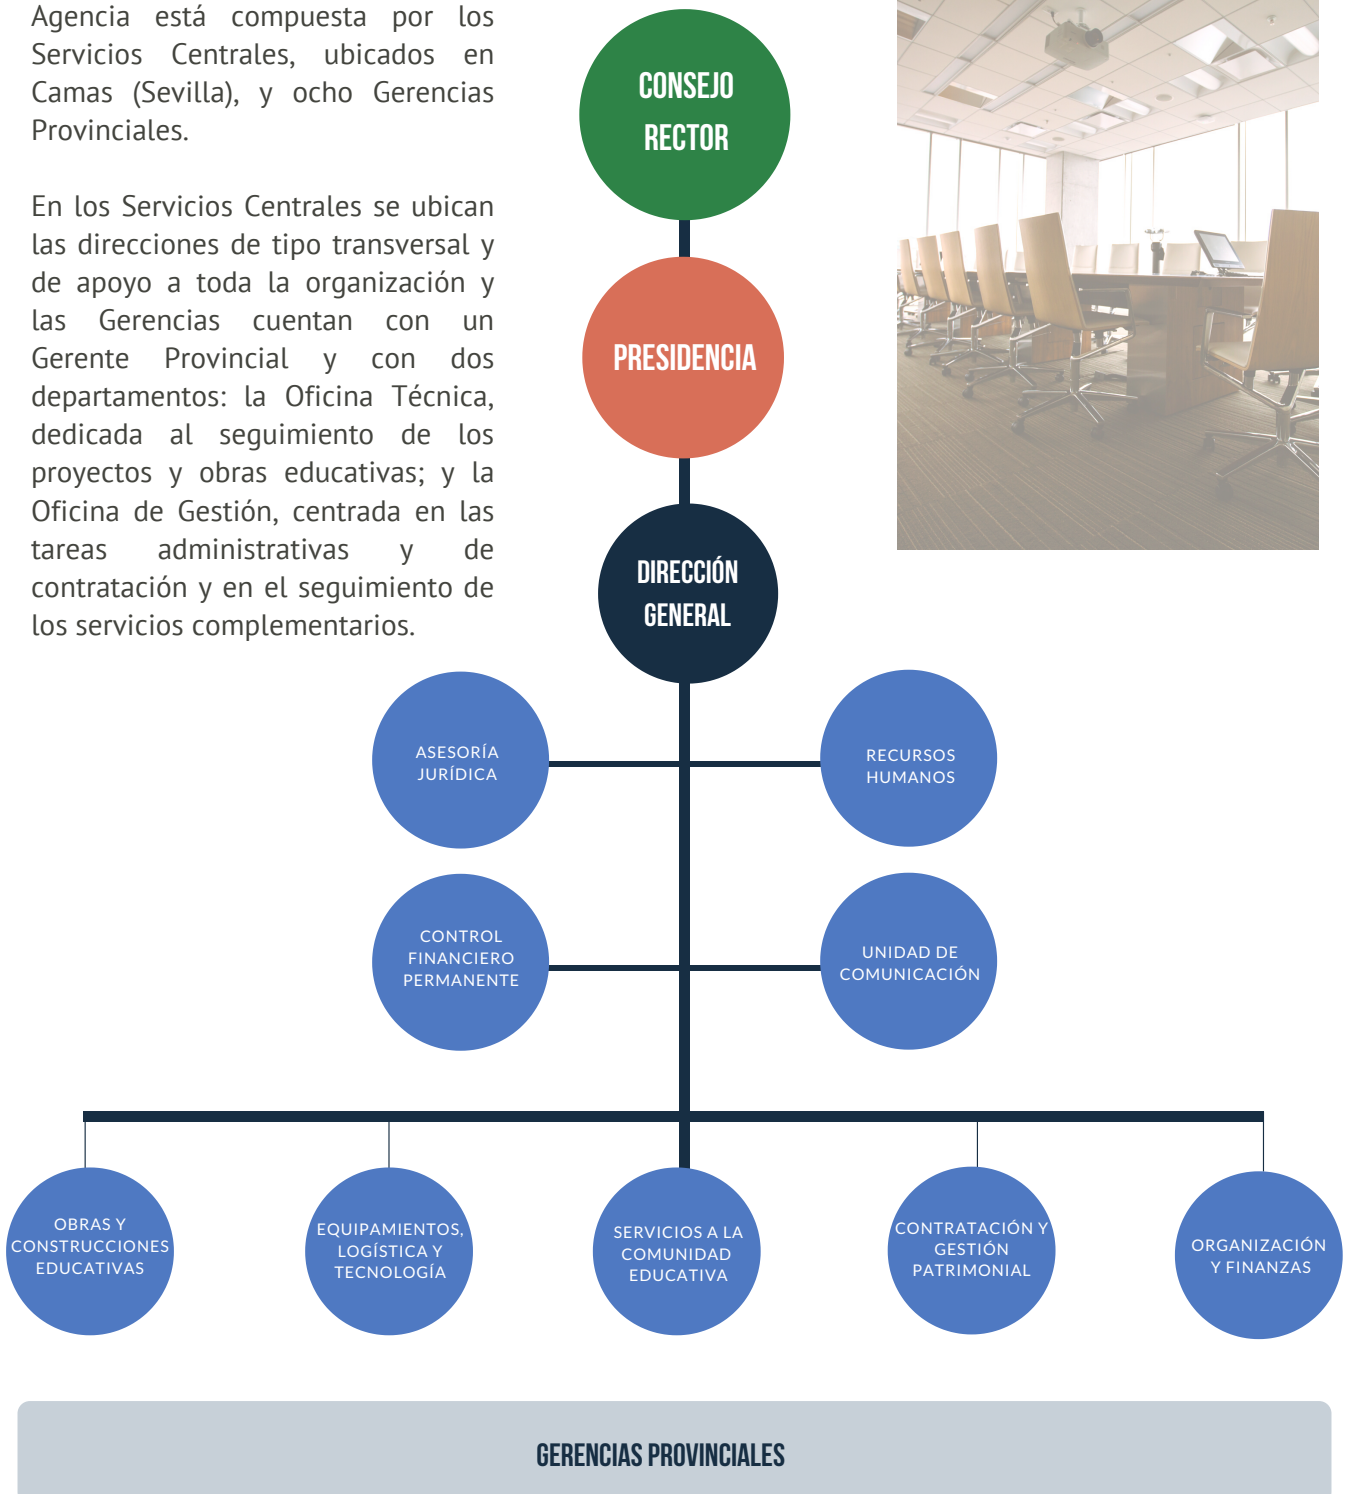 Agencia está compuesta por los
Servicios Centrales, ubicados en
Camas (Sevilla), y ocho Gerencias
Provinciales.
En los Servicios Centrales se ubican
las direcciones de tipo transversal y
de apoyo a toda la organización y
las Gerencias cuentan con un
Gerente Provincial y con dos
departamentos: la Oficina Técnica,
dedicada al seguimiento de los
proyectos y obras educativas; y la
Oficina de Gestión, centrada en las
tareas administrativas y de
contratación y en el seguimiento de
los servicios complementarios.
CONSEJO
RECTOR
PRESIDENCIA
DIRECCIÓN
GENERAL
ASESORÍA
JURÍDICA
RECURSOS
HUMANOS
CONTROL
FINANCIERO
PERMANENTE
UNIDAD DE
COMUNICACIÓN
OBRAS Y
CONSTRUCCIONES
EDUCATIVAS
EQUIPAMIENTOS,
LOGÍSTICA Y
TECNOLOGÍA
SERVICIOS A LA
COMUNIDAD
EDUCATIVA
CONTRATACIÓN Y
GESTIÓN
PATRIMONIAL
ORGANIZACIÓN
Y FINANZAS
GERENCIAS PROVINCIALES